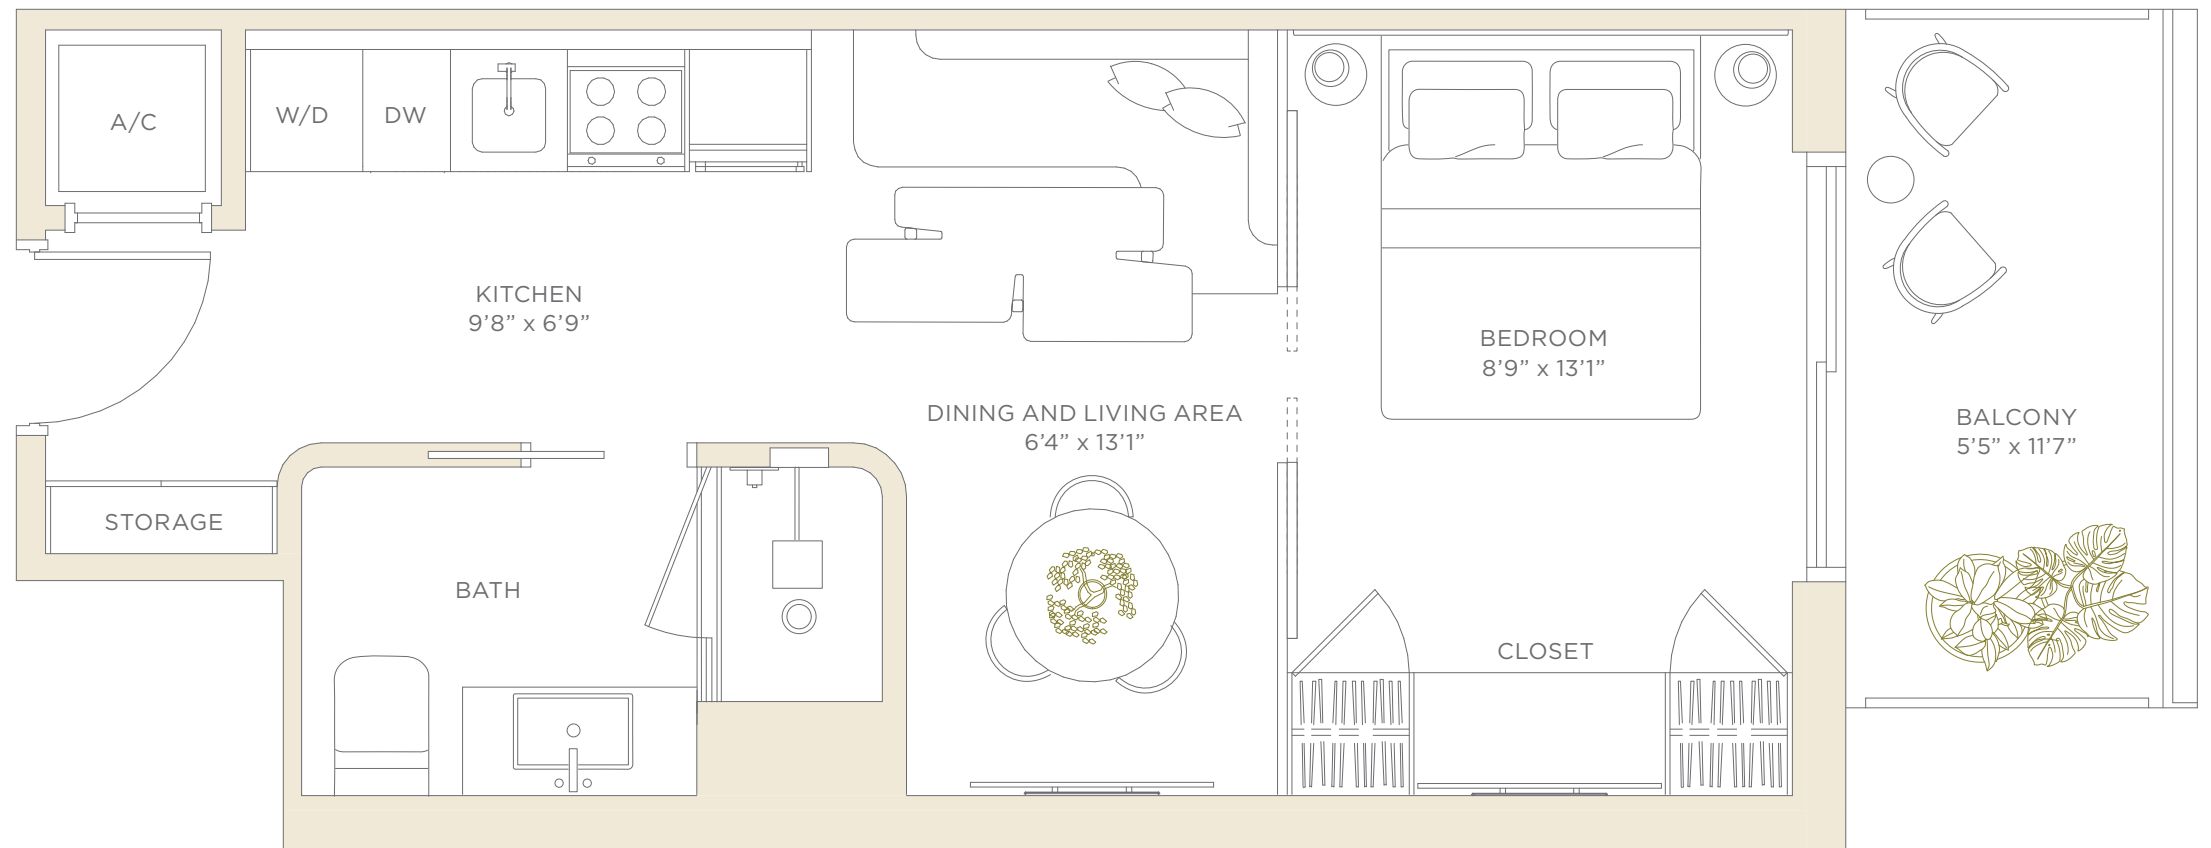 A/C
W/D
DW
KITCHEN
9’8” x 6’9”
BEDROOM
8’9” x 13’1”
DINING AND LIVING AREA
6’4” x 13’1”
BALCONY
5’5” x 11’7”
STORAGE
BATH
CLOSET